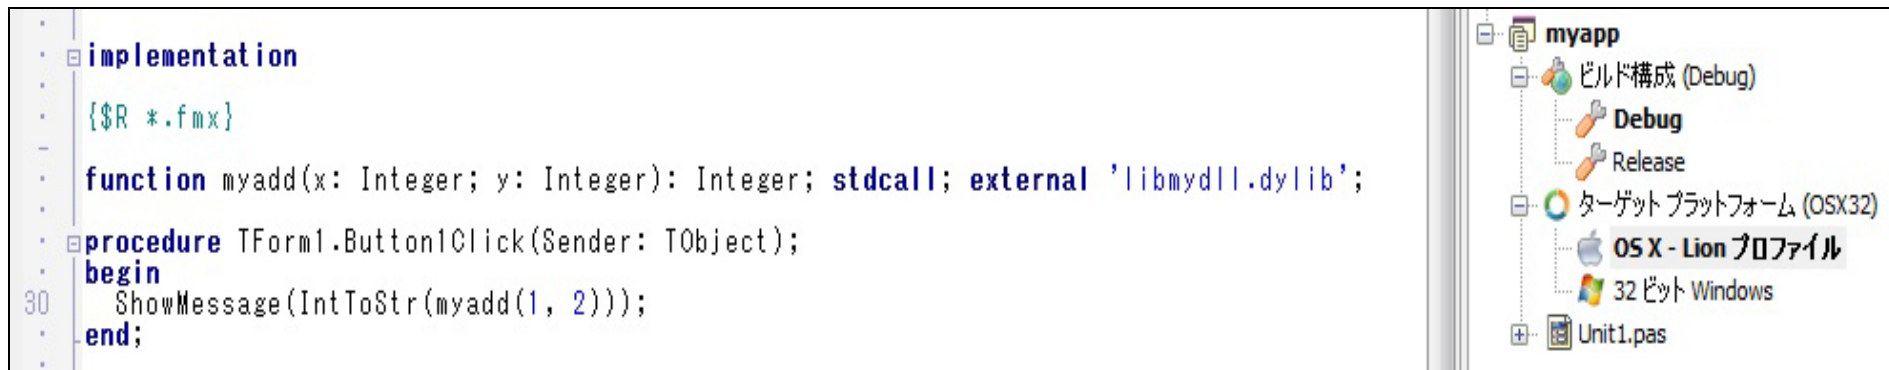 implementation
{$R *.fmx}
function myadd(x: Integer; y: Integer): Integer; stdcall; external 'libmydll.dylib';
procedure TForm1.Button1Click(Sender: TObject);
begin
30 ShowMessage(IntToStr(myadd(1, 2)));
end;
myapp
ビルド構成 (Debug)
Debug
Release
ターゲット プラットフォーム (OSX32)
OS X - Lion プロファイル
32 ビット Windows
Unit1.pas